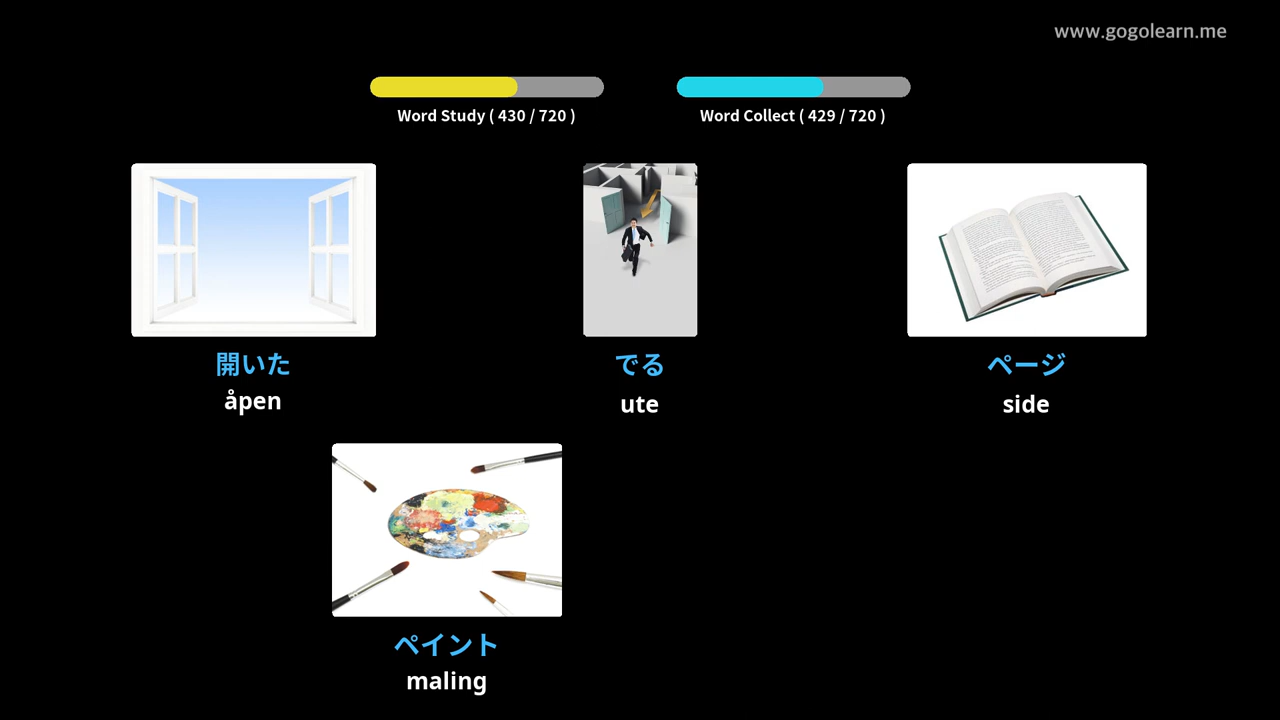 www.gogolearn.me
Word Study ( 430 / 720 )
Word Collect ( 429 / 720 )
開いた
åpen
でる
ute
ページ
side
ペイント
maling